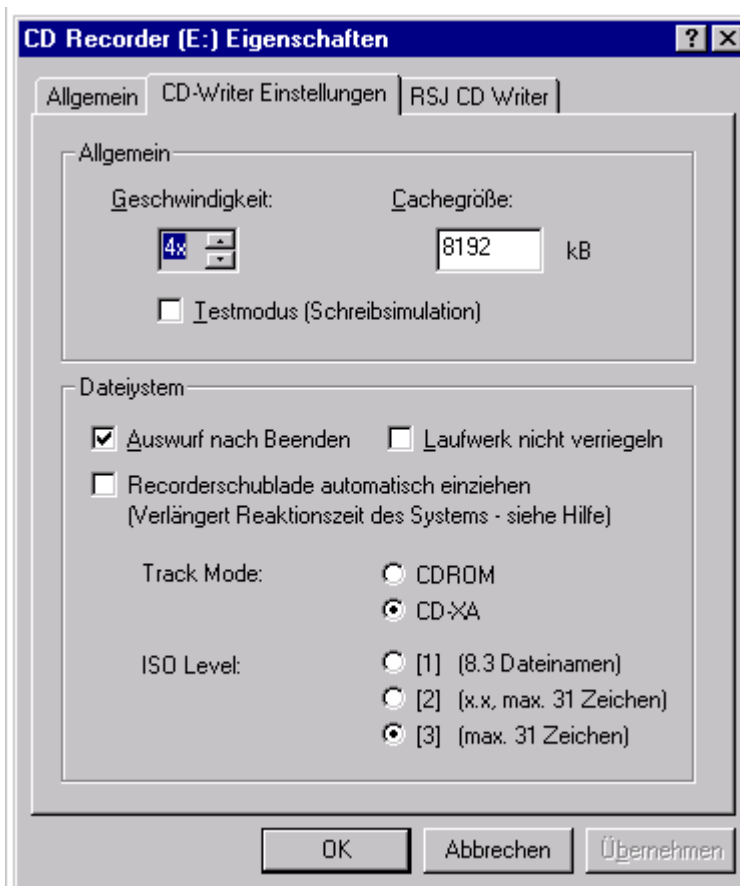 CD Recorder (E:) Eigenschaften
Allgemein CD-Writer Einstellungen RSJ CD Writer
Allgemein
Geschwindigkeit: Cachegröße:
4x 8192 kB
Testmodus (Schreibsimulation)
Dateiystem
Auswurf nach Beenden Laufwerk nicht verriegeln
Recorderschublade automatisch einziehen
(Verlängert Reaktionszeit des Systems - siehe Hilfe)
Track Mode: CDROM
CD-XA
ISO Level: [1] (8.3 Dateinamen)
[2] (x.x, max. 31 Zeichen)
[3] (max. 31 Zeichen)
OK Abbrechen Übernehmen